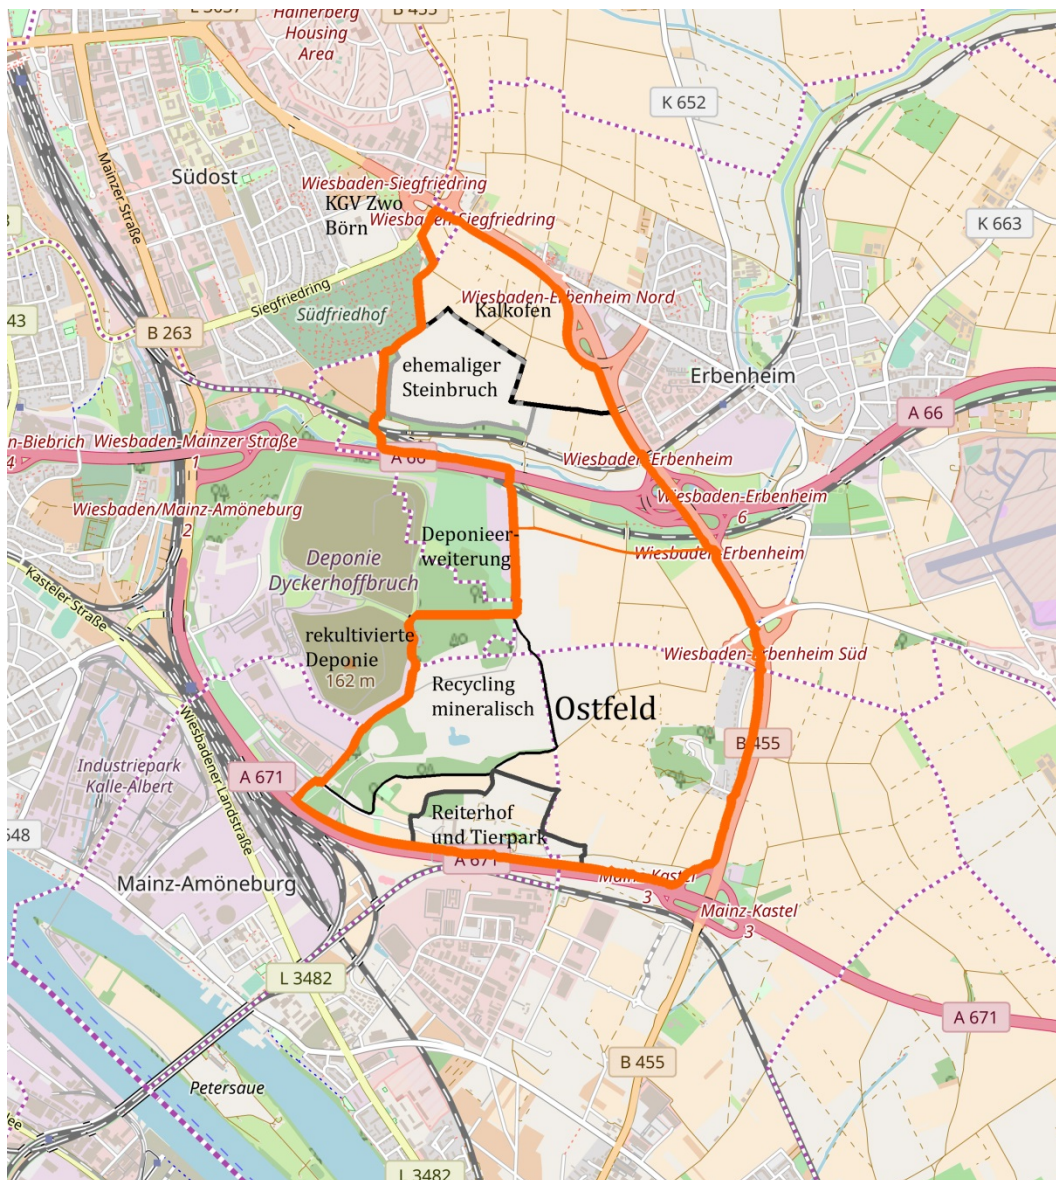 L 3037
B 455
Hainerberg
Housing
Area
K 652
Mainzer Straße
Südost
Wiesbaden-Siegfriedring
KGV Zwo
Börn
Wiesbaden-Siegfriedring
K 663
Siegfriedring
Südfriedhof
Wiesbaden-Erbenheim Nord
Kalkofen
43
B 263
ehemaliger
Steinbruch
Erbenheim
A 66
n-Biebrich
4
Wiesbaden-Mainzer Straße
1
A 66
Wiesbaden-Erbenheim
Wiesbaden/Mainz-Amöneburg
2
Wiesbaden-Erbenheim
6
Deponieer-
weiterung
Wiesbaden-Erbenheim
Deponie
Dyckerhoffbruch
Kasteler Straße
rekultivierte
Deponie
162 m
Wiesbaden-Erbenheim Süd
Recycling
mineralisch
Ostfeld
B 455
Industriepark
Kalle-Albert
A 671
Wiesbadener Landstraße
Reiterhof
und Tierpark
648
A 671
Mainz-Amöneburg
Mainz-Kastel
3
Mainz-Kastel
3
L 3482
A 671
B 455
Petersaue
L 3482